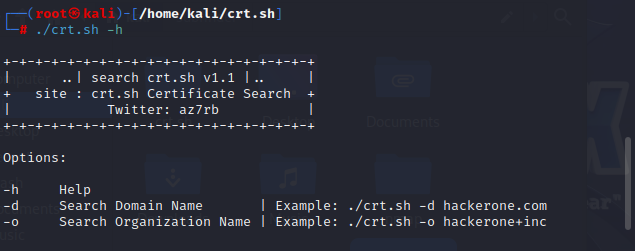 ┌──(root㉿kali)-[/home/kali/crt.sh]
└─# ./crt.sh -h
+-+-+-+-+-+-+-+-+-+-+-+-+-+-+-+-+-+-+-+
|      ..| search crt.sh v1.1 |..     |
+   site : crt.sh Certificate Search  +
|            Twitter: az7rb           |
+-+-+-+-+-+-+-+-+-+-+-+-+-+-+-+-+-+-+-+
Options:
-h     Help
-d     Search Domain Name       | Example: ./crt.sh -d hackerone.com
-o     Search Organization Name | Example: ./crt.sh -o hackerone+inc
Documents